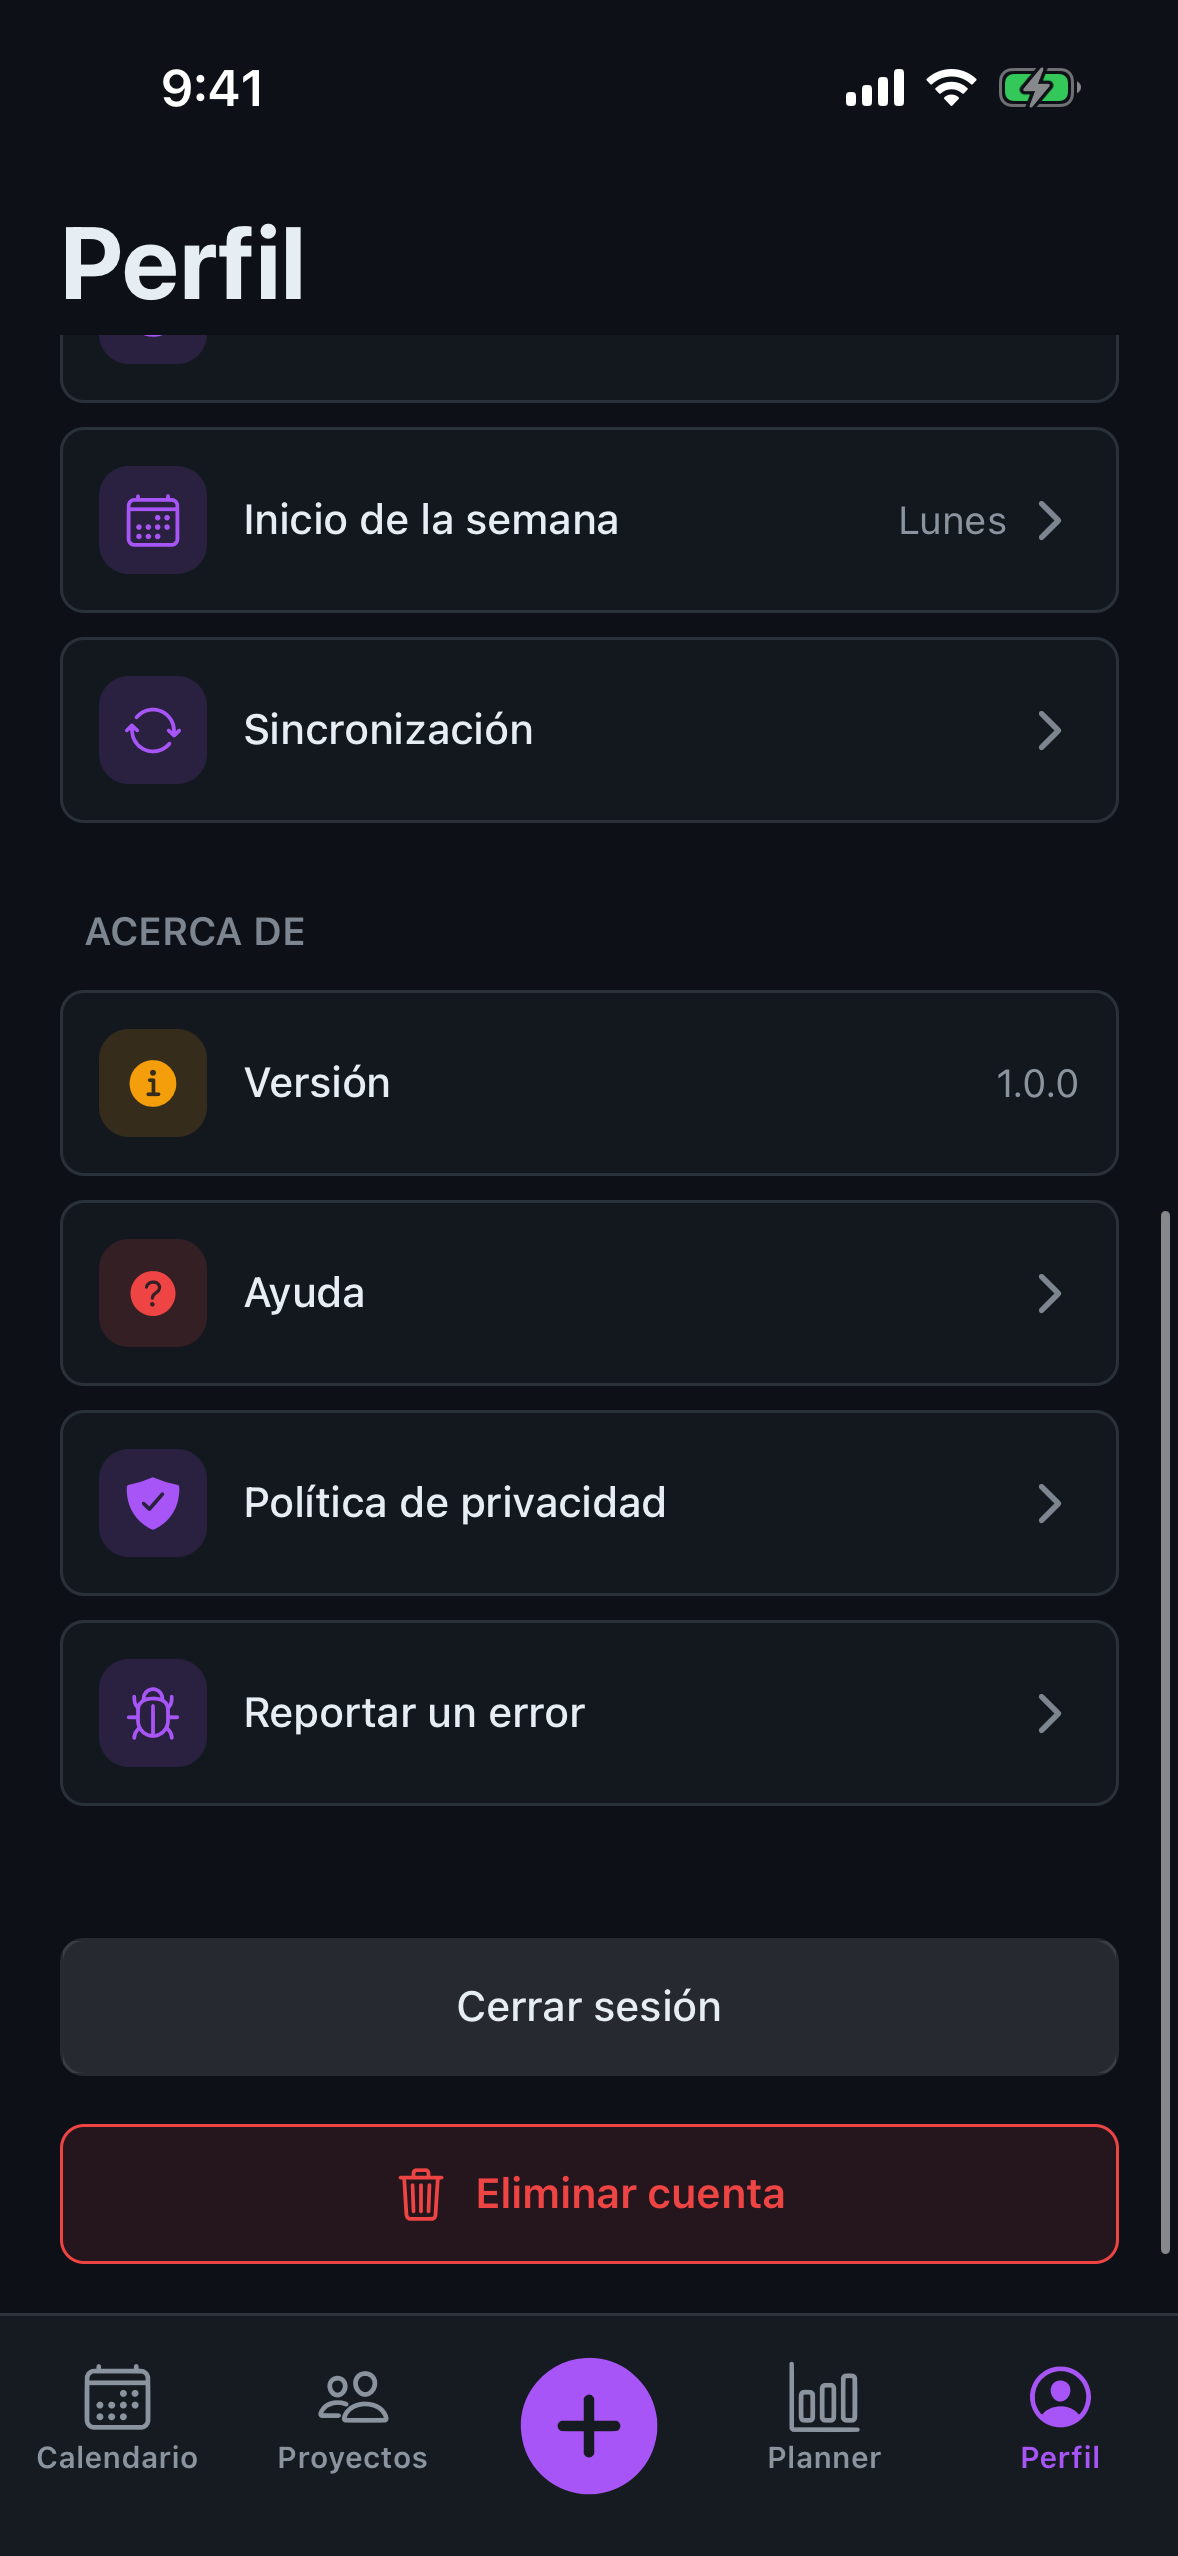 9:41
Perfil
Inicio de la semana
Lunes
Sincronización
ACERCA DE
Versión
1.0.0
Ayuda
Política de privacidad
Reportar un error
Cerrar sesión
Eliminar cuenta
Calendario
Proyectos
Planner
Perfil